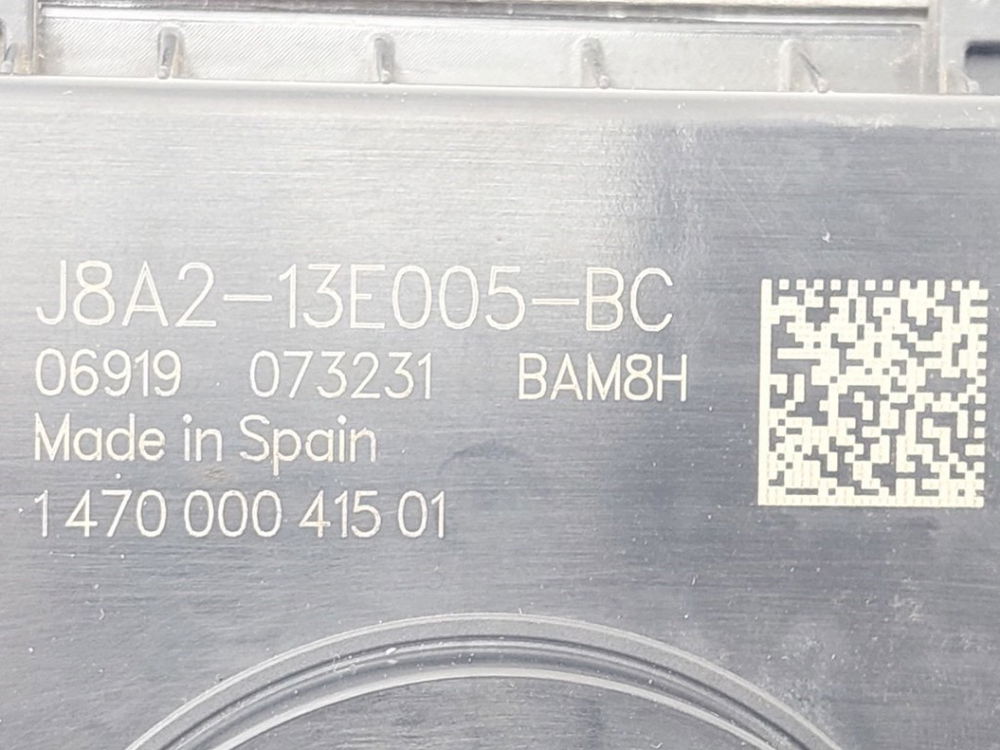 J8A2-13E005-BC
06919 073231 BAM8H
Made in Spain
1 470 000 415 01